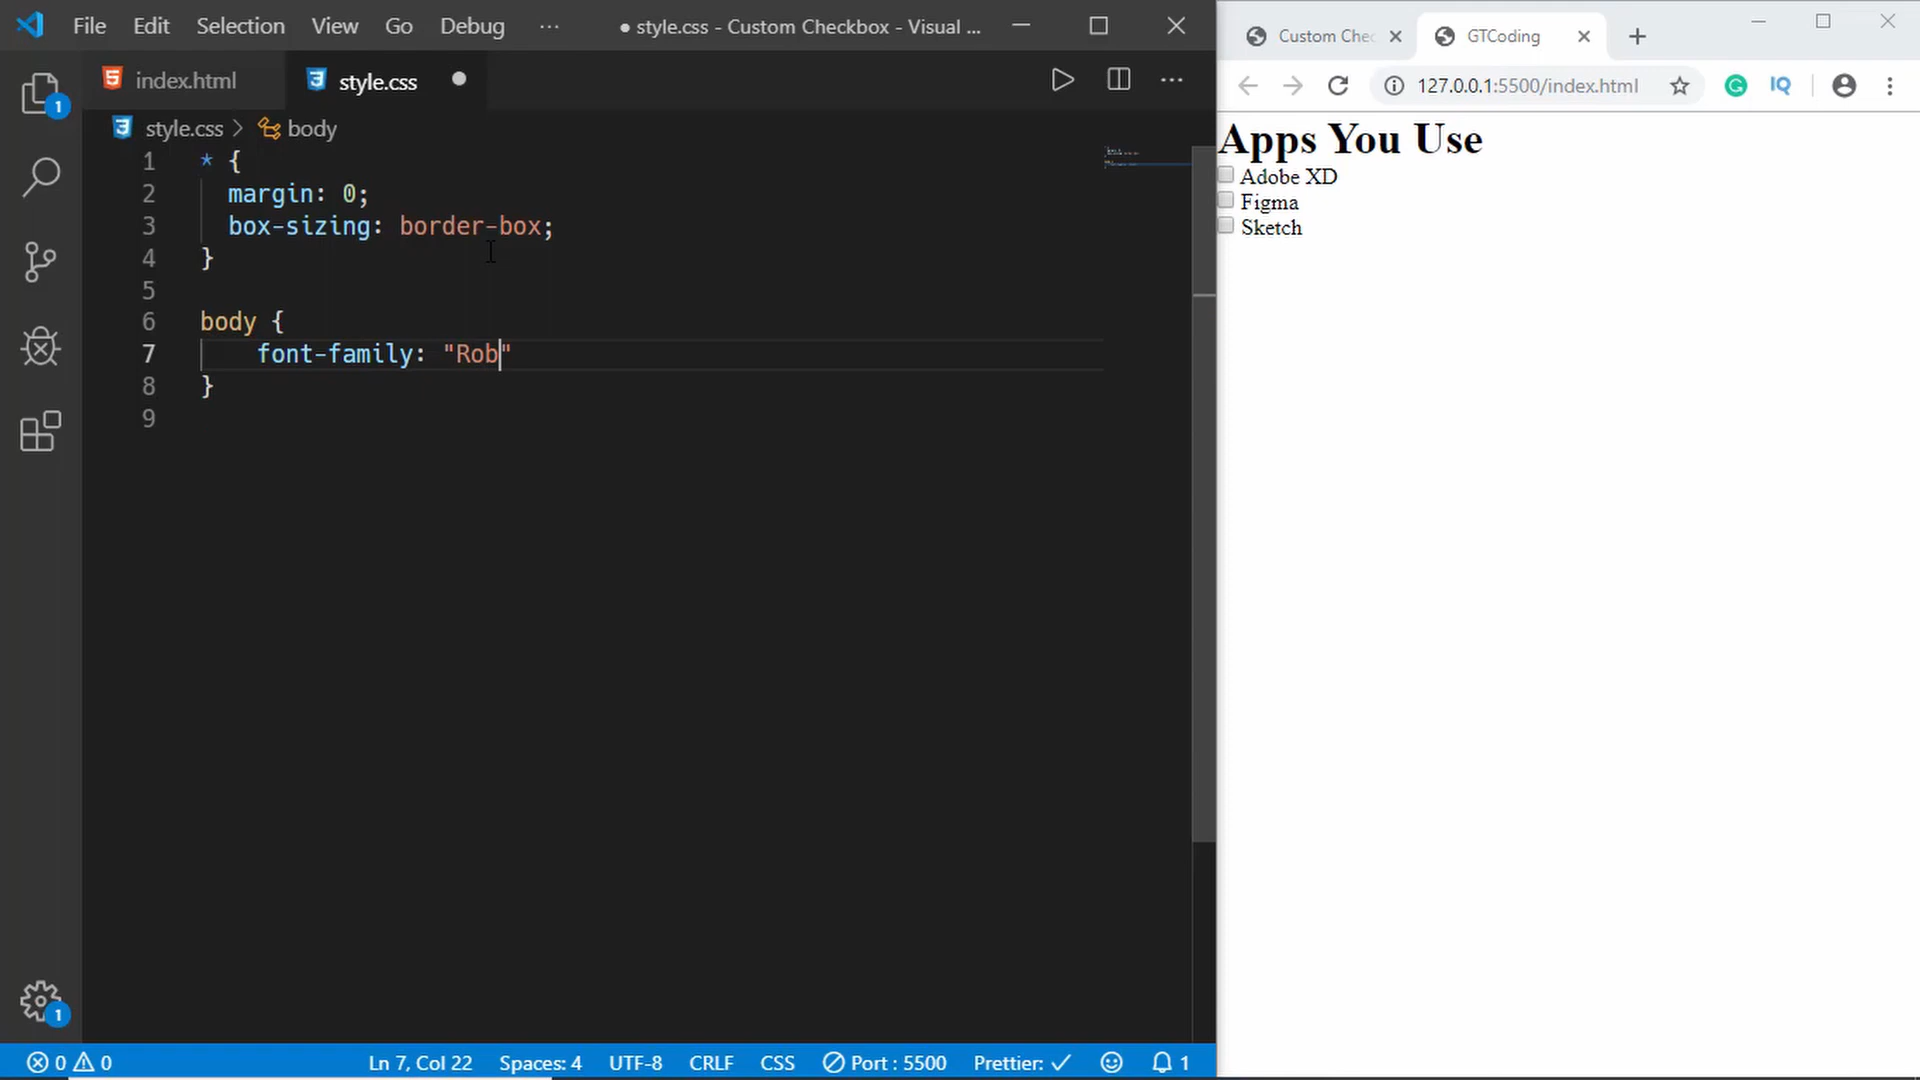 File Edit Selection View Go Debug ··· ● style.css - Custom Checkbox - Visual ...
index.html style.css
style.css > body
1 * {
2 margin: 0;
3 box-sizing: border-box;
4 }
5
6 body {
7 font-family: "Rob"
8 }
9
1
1
0 0 Ln 7, Col 22 Spaces: 4 UTF-8 CRLF CSS Port : 5500 Prettier: ✓ 1
Custom Chec GTCoding
127.0.0.1:5500/index.html IQ
Apps You Use
Adobe XD
Figma
Sketch